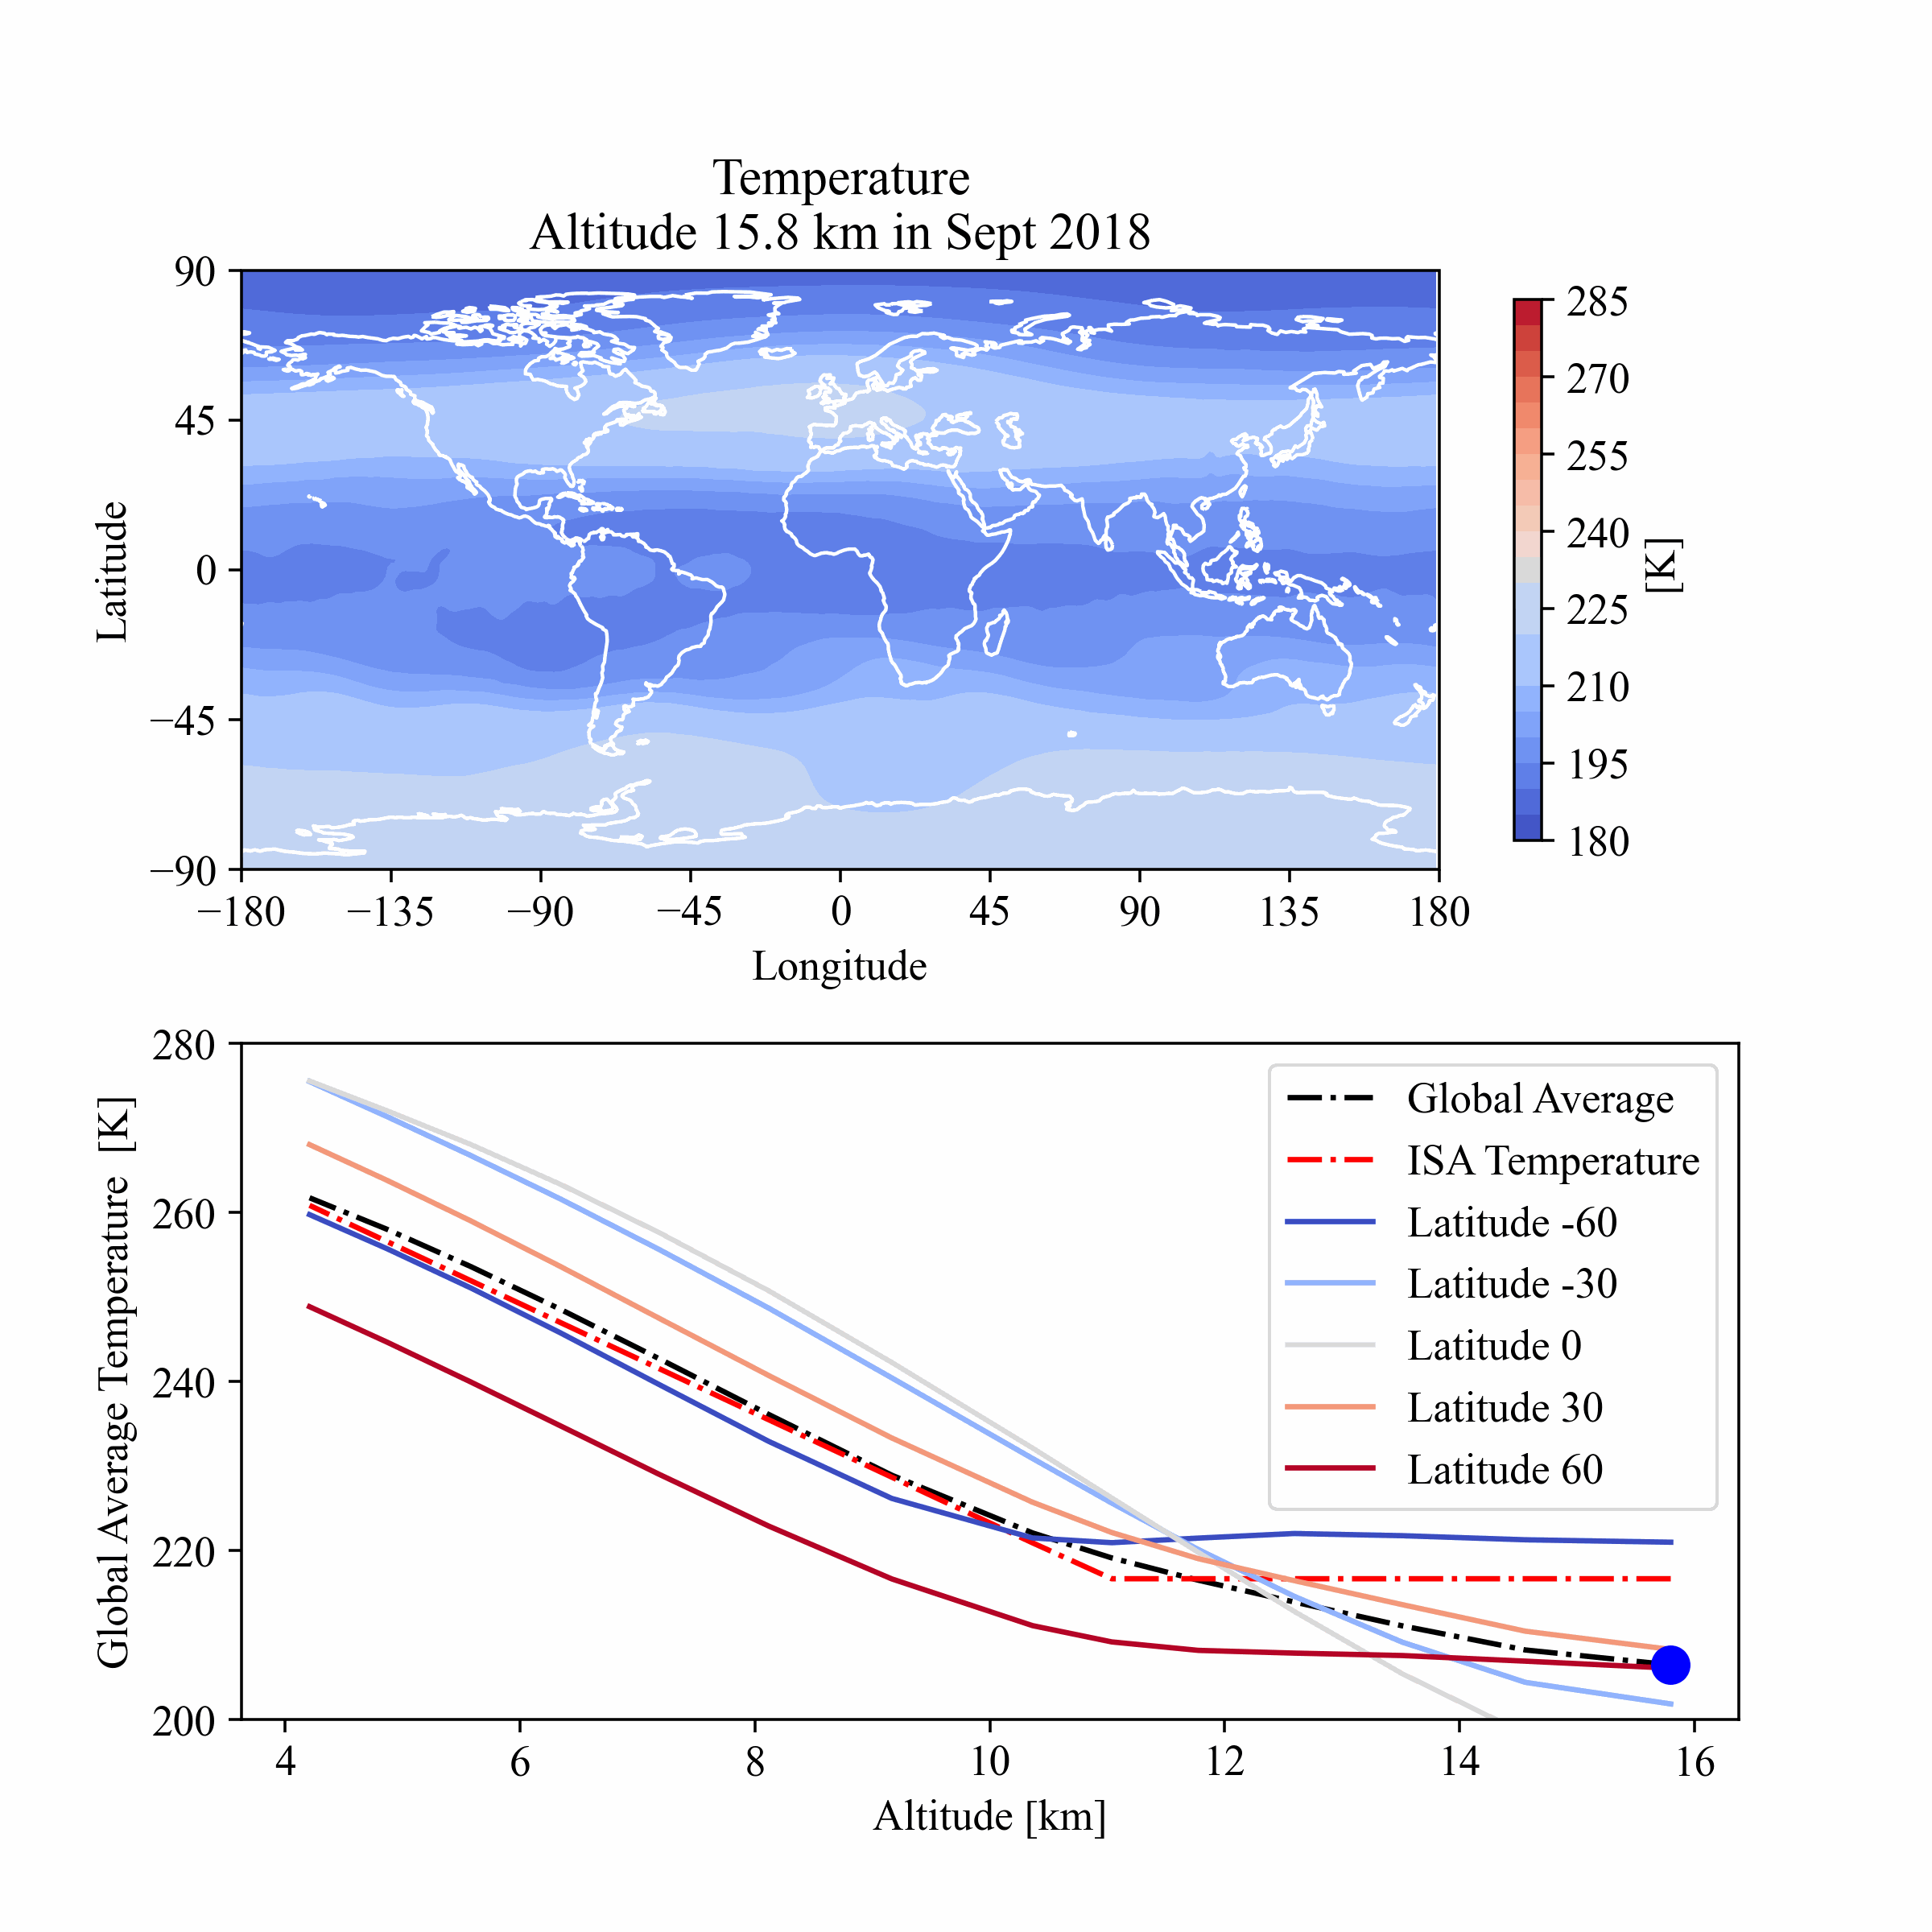 Temperature
Altitude 15.8 km in Sept 2018
90
45
0
−45
−90
Latitude
−180 −135 −90 −45 0 45 90 135 180
Longitude
285
270
255
240
225
210
195
180
[K]
280
260
240
220
200
Global Average Temperature [K]
Global Average
ISA Temperature
Latitude -60
Latitude -30
Latitude 0
Latitude 30
Latitude 60
4 6 8 10 12 14 16
Altitude [km]